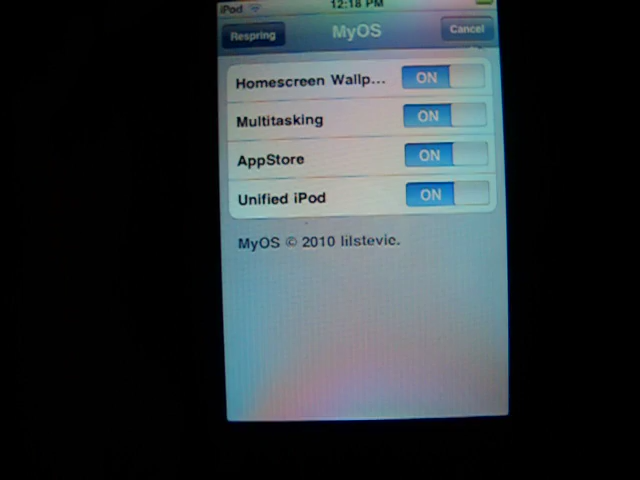 iPod 12:18 PM
Respring MyOS Cancel
Homescreen Wallp... ON
Multitasking ON
AppStore ON
Unified iPod ON
MyOS © 2010 lilstevie.